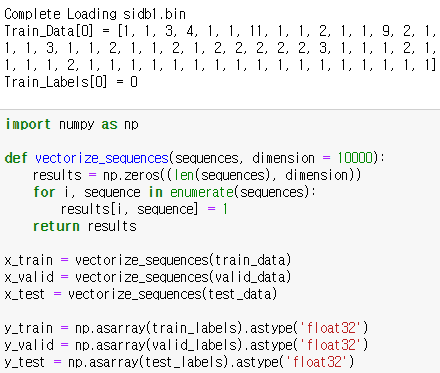 Complete Loading sidb1.bin
Train_Data[0] = [1, 1, 3, 4, 1, 1, 11, 1, 1, 2, 1, 1, 9, 2, 1,
1, 1, 3, 1, 1, 2, 1, 1, 2, 1, 2, 2, 2, 2, 2, 3, 1, 1, 1, 2, 1,
1, 1, 1, 2, 1, 1, 1, 1, 1, 1, 1, 1, 1, 1, 1, 1, 1, 1, 1, 1, 1]
Train_Labels[0] = 0
import numpy as np
def vectorize_sequences(sequences, dimension = 10000):
    results = np.zeros((len(sequences), dimension))
    for i, sequence in enumerate(sequences):
        results[i, sequence] = 1
    return results
x_train = vectorize_sequences(train_data)
x_valid = vectorize_sequences(valid_data)
x_test = vectorize_sequences(test_data)
y_train = np.asarray(train_labels).astype('float32')
y_valid = np.asarray(valid_labels).astype('float32')
y_test = np.asarray(test_labels).astype('float32')